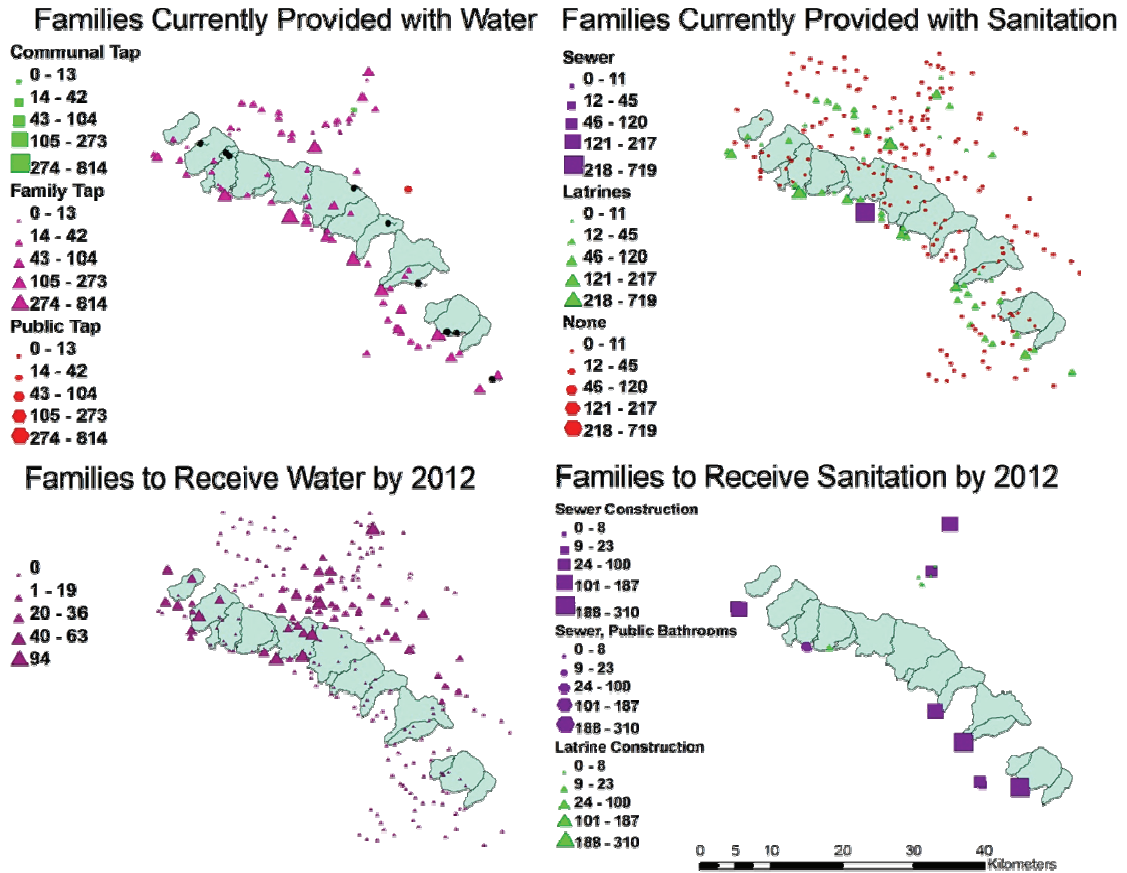 Families Currently Provided with Water
Communal Tap
0 - 13
14 - 42
43 - 104
105 - 273
274 - 814
Family Tap
0 - 13
14 - 42
43 - 104
105 - 273
274 - 814
Public Tap
0 - 13
14 - 42
43 - 104
105 - 273
274 - 814
Families Currently Provided with Sanitation
Sewer
0 - 11
12 - 45
46 - 120
121 - 217
218 - 719
Latrines
0 - 11
12 - 45
46 - 120
121 - 217
218 - 719
None
0 - 11
12 - 45
46 - 120
121 - 217
218 - 719
Families to Receive Water by 2012
0
1 - 19
20 - 36
40 - 63
94
Families to Receive Sanitation by 2012
Sewer Construction
0 - 8
9 - 23
24 - 100
101 - 187
188 - 310
Sewer, Public Bathrooms
0 - 8
9 - 23
24 - 100
101 - 187
188 - 310
Latrine Construction
0 - 8
9 - 23
24 - 100
101 - 187
188 - 310
0 5 10 20 30 40
Kilometers